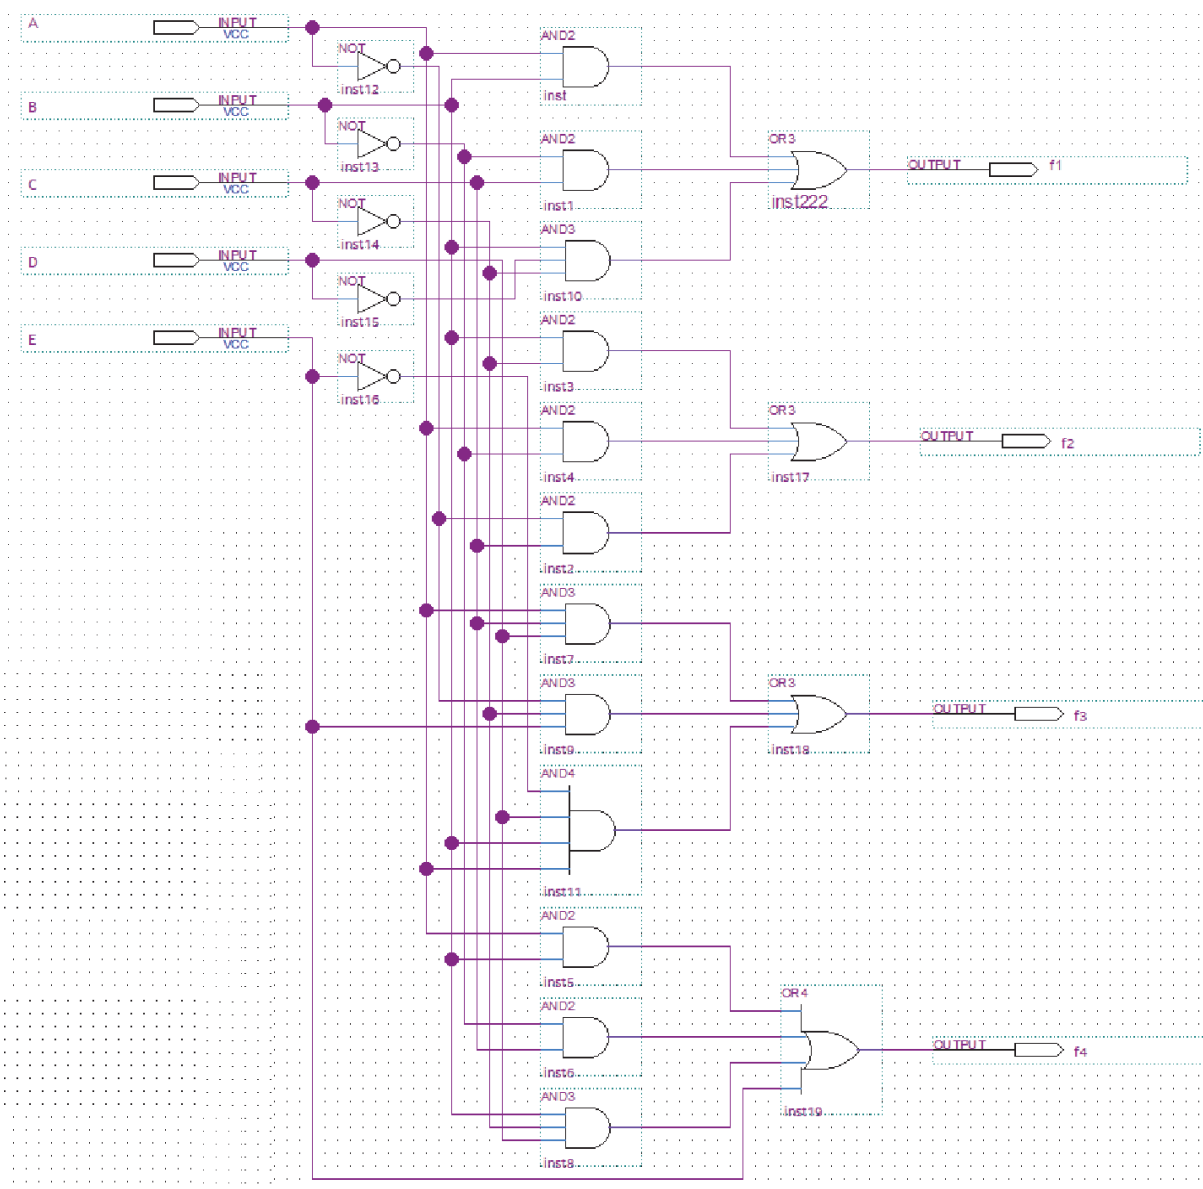 A
INPUT
VCC
NOT
inst12
B
INPUT
VCC
NOT
inst13
C
INPUT
VCC
NOT
inst14
D
INPUT
VCC
NOT
inst15
E
INPUT
VCC
NOT
inst16
AND2
inst
AND2
inst1
AND3
inst10
AND2
inst3
AND2
inst4
AND2
inst2
AND3
inst7
AND3
inst9
AND4
inst11
AND2
inst5
AND2
inst6
AND3
inst8
OR3
inst222
OUTPUT
f1
OR3
inst17
OUTPUT
f2
OR3
inst18
OUTPUT
f3
OR4
inst19
OUTPUT
f4